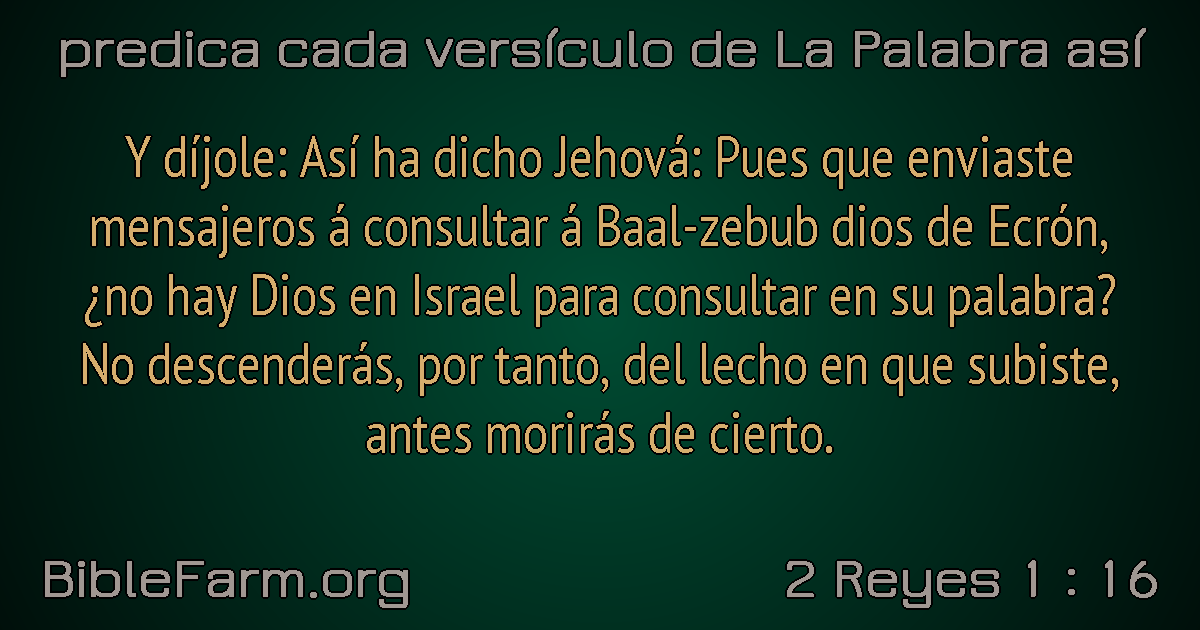 predica cada versículo de La Palabra así
Y díjole: Así ha dicho Jehová: Pues que enviaste
mensajeros á consultar á Baal-zebub dios de Ecrón,
¿no hay Dios en Israel para consultar en su palabra?
No descenderás, por tanto, del lecho en que subiste,
antes morirás de cierto.
BibleFarm.org
2 Reyes 1 : 16